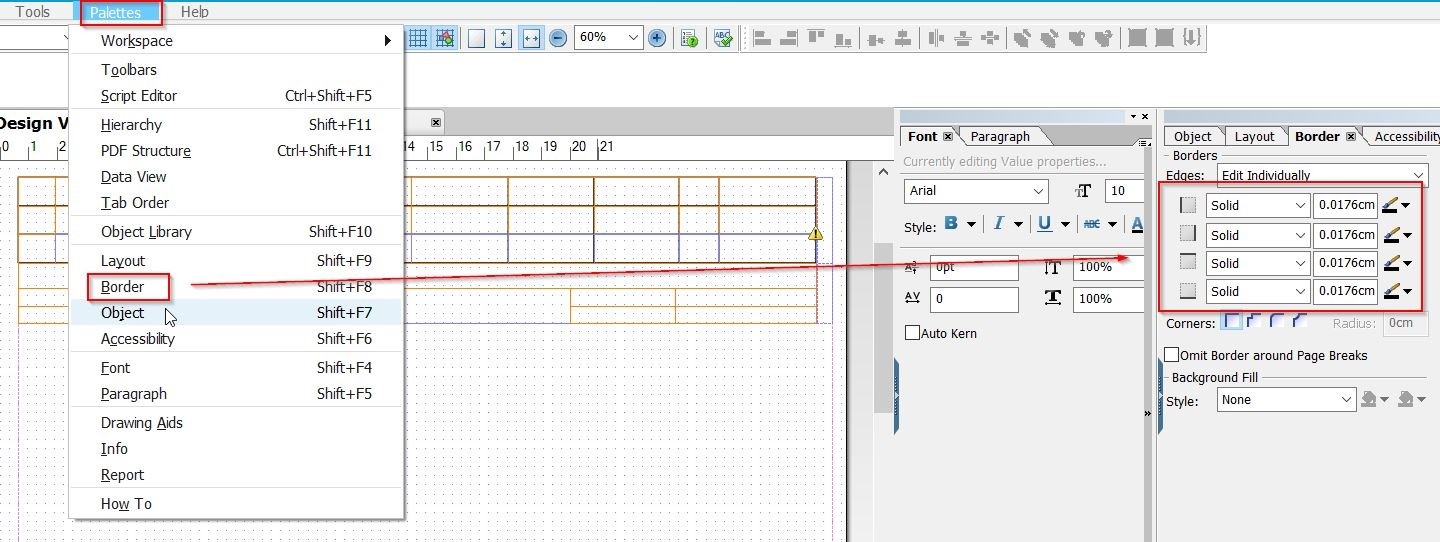 Tools Palettes Help
60%
Workspace
Toolbars
Script Editor Ctrl+Shift+F5
Hierarchy Shift+F11
PDF Structure Ctrl+Shift+F11
Data View
Tab Order
Object Library Shift+F10
Layout Shift+F9
Border Shift+F8
Object Shift+F7
Accessibility Shift+F6
Font Shift+F4
Paragraph Shift+F5
Drawing Aids
Info
Report
How To
Design V
0 1 2 14 15 16 17 18 19 20 21
Font Paragraph
Currently editing Value properties...
Arial 10
Style: B I U ABC A
0pt 100%
AV 0 100%
Auto Kern
Object Layout Border Accessibility
Borders
Edges: Edit Individually
Solid 0.0176cm
Solid 0.0176cm
Solid 0.0176cm
Solid 0.0176cm
Corners: Radius: 0cm
Omit Border around Page Breaks
Background Fill
Style: None